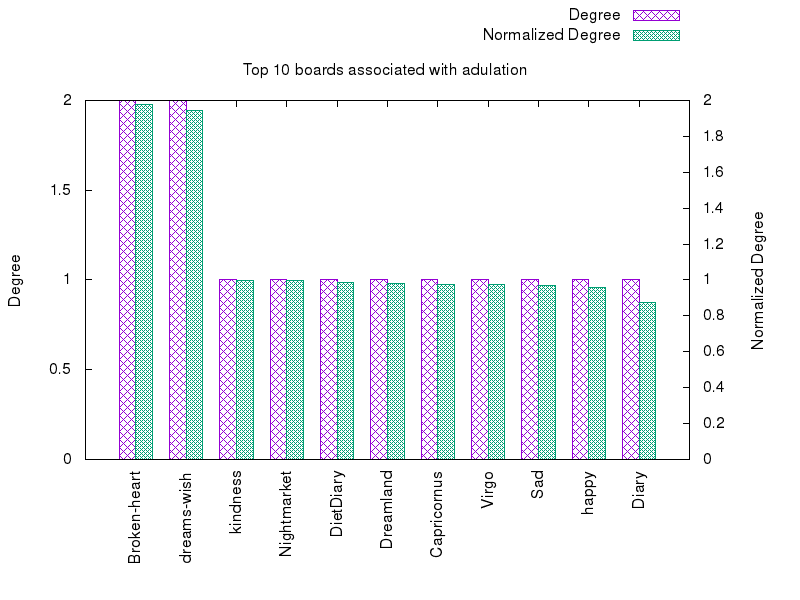 Degree
Normalized Degree
Top 10 boards associated with adulation
2
1.5
1
0.5
0
Degree
2
1.8
1.6
1.4
1.2
1
0.8
0.6
0.4
0.2
0
Normalized Degree
Broken-heart
dreams-wish
kindness
Nightmarket
DietDiary
Dreamland
Capricornus
Virgo
Sad
happy
Diary